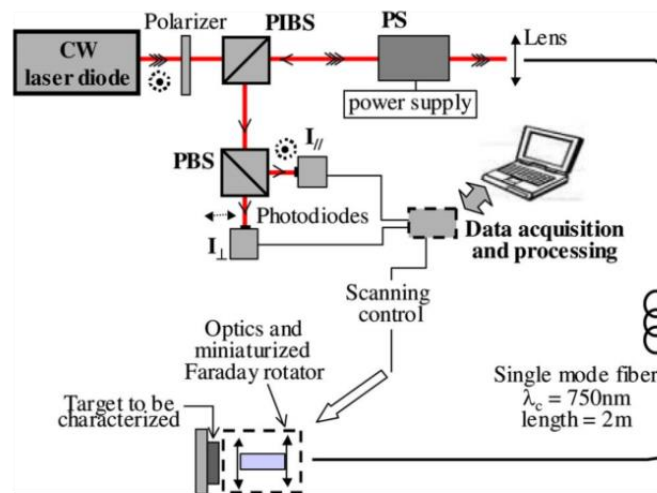 Polarizer
PIBS
PS
Lens
CW
laser diode
power supply
PBS
I//
Photodiodes
I⊥
Data acquisition
and processing
Scanning
control
Optics and
miniaturized
Faraday rotator
Target to be
characterized
Single mode fiber
λc = 750nm
length = 2m